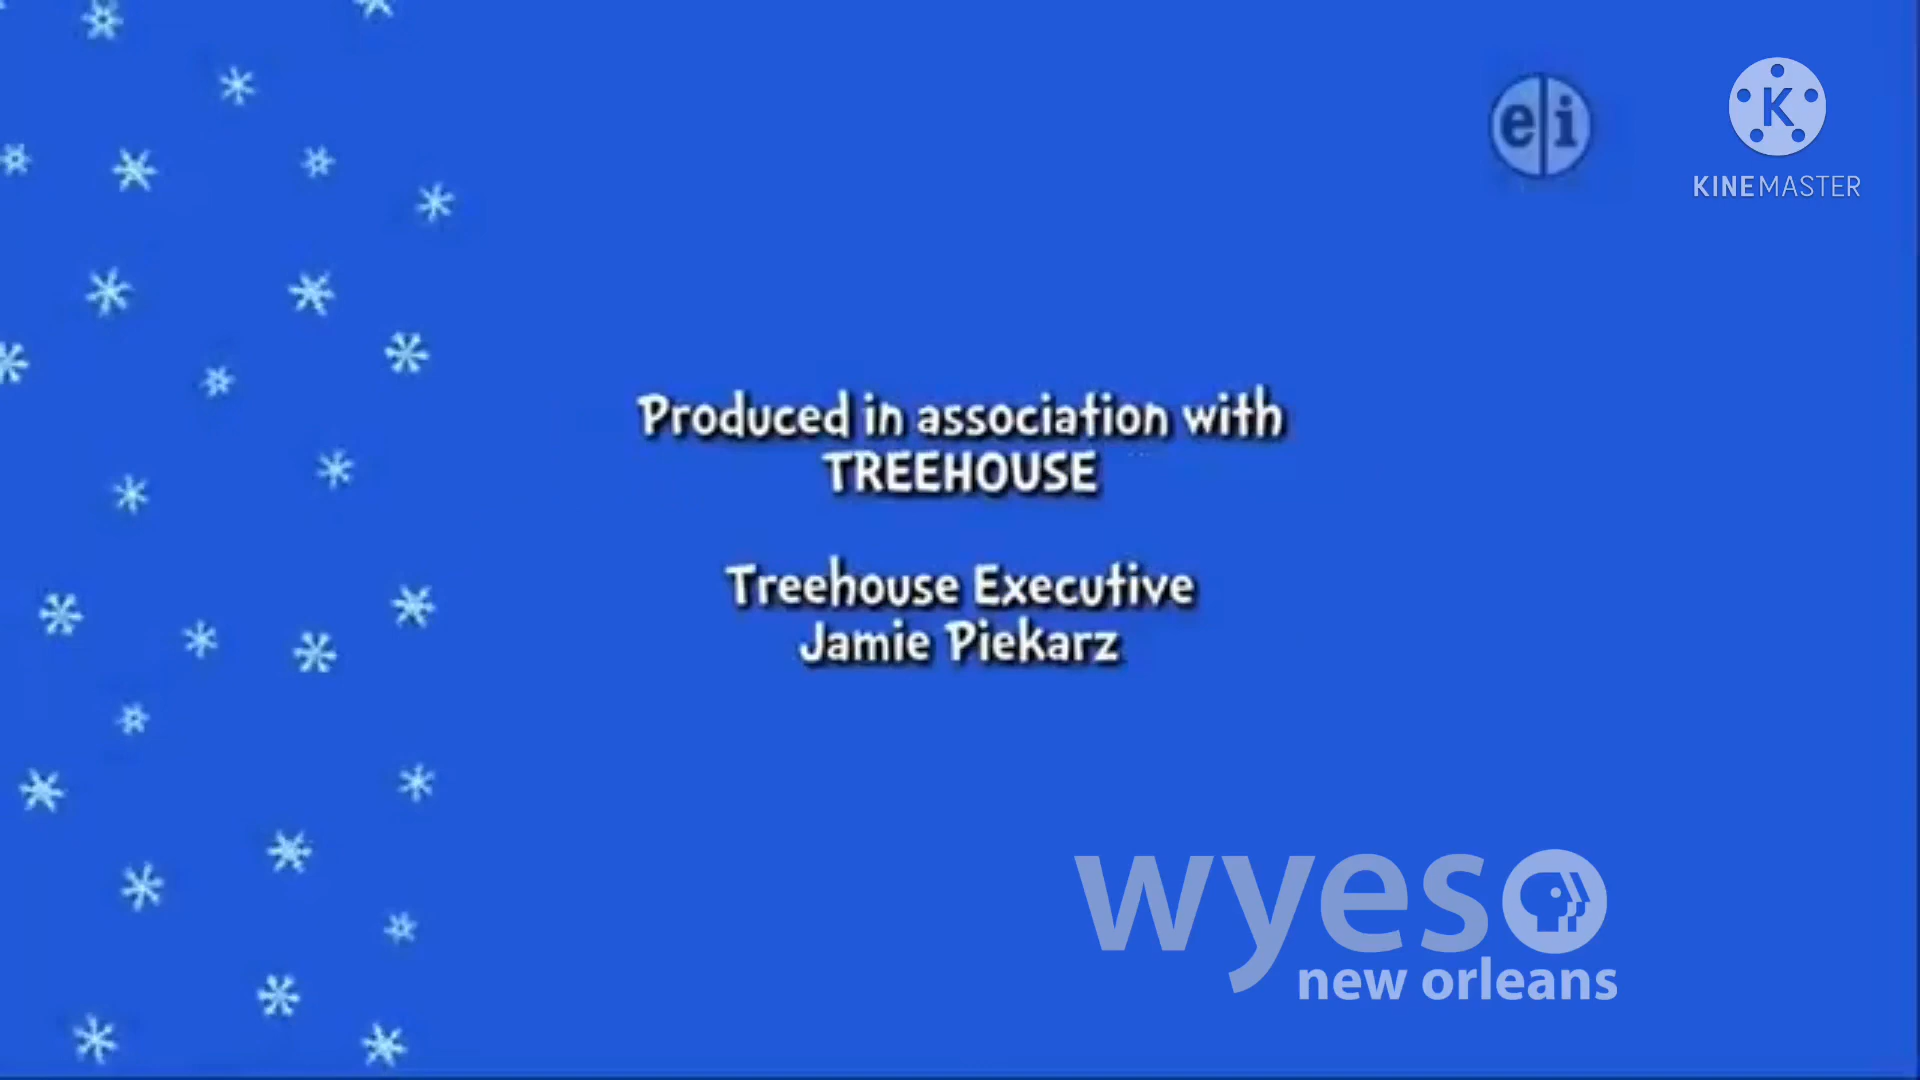 e i
K
KINEMASTER
Produced in association with
TREEHOUSE
Treehouse Executive
Jamie Piekarz
wyes
new orleans